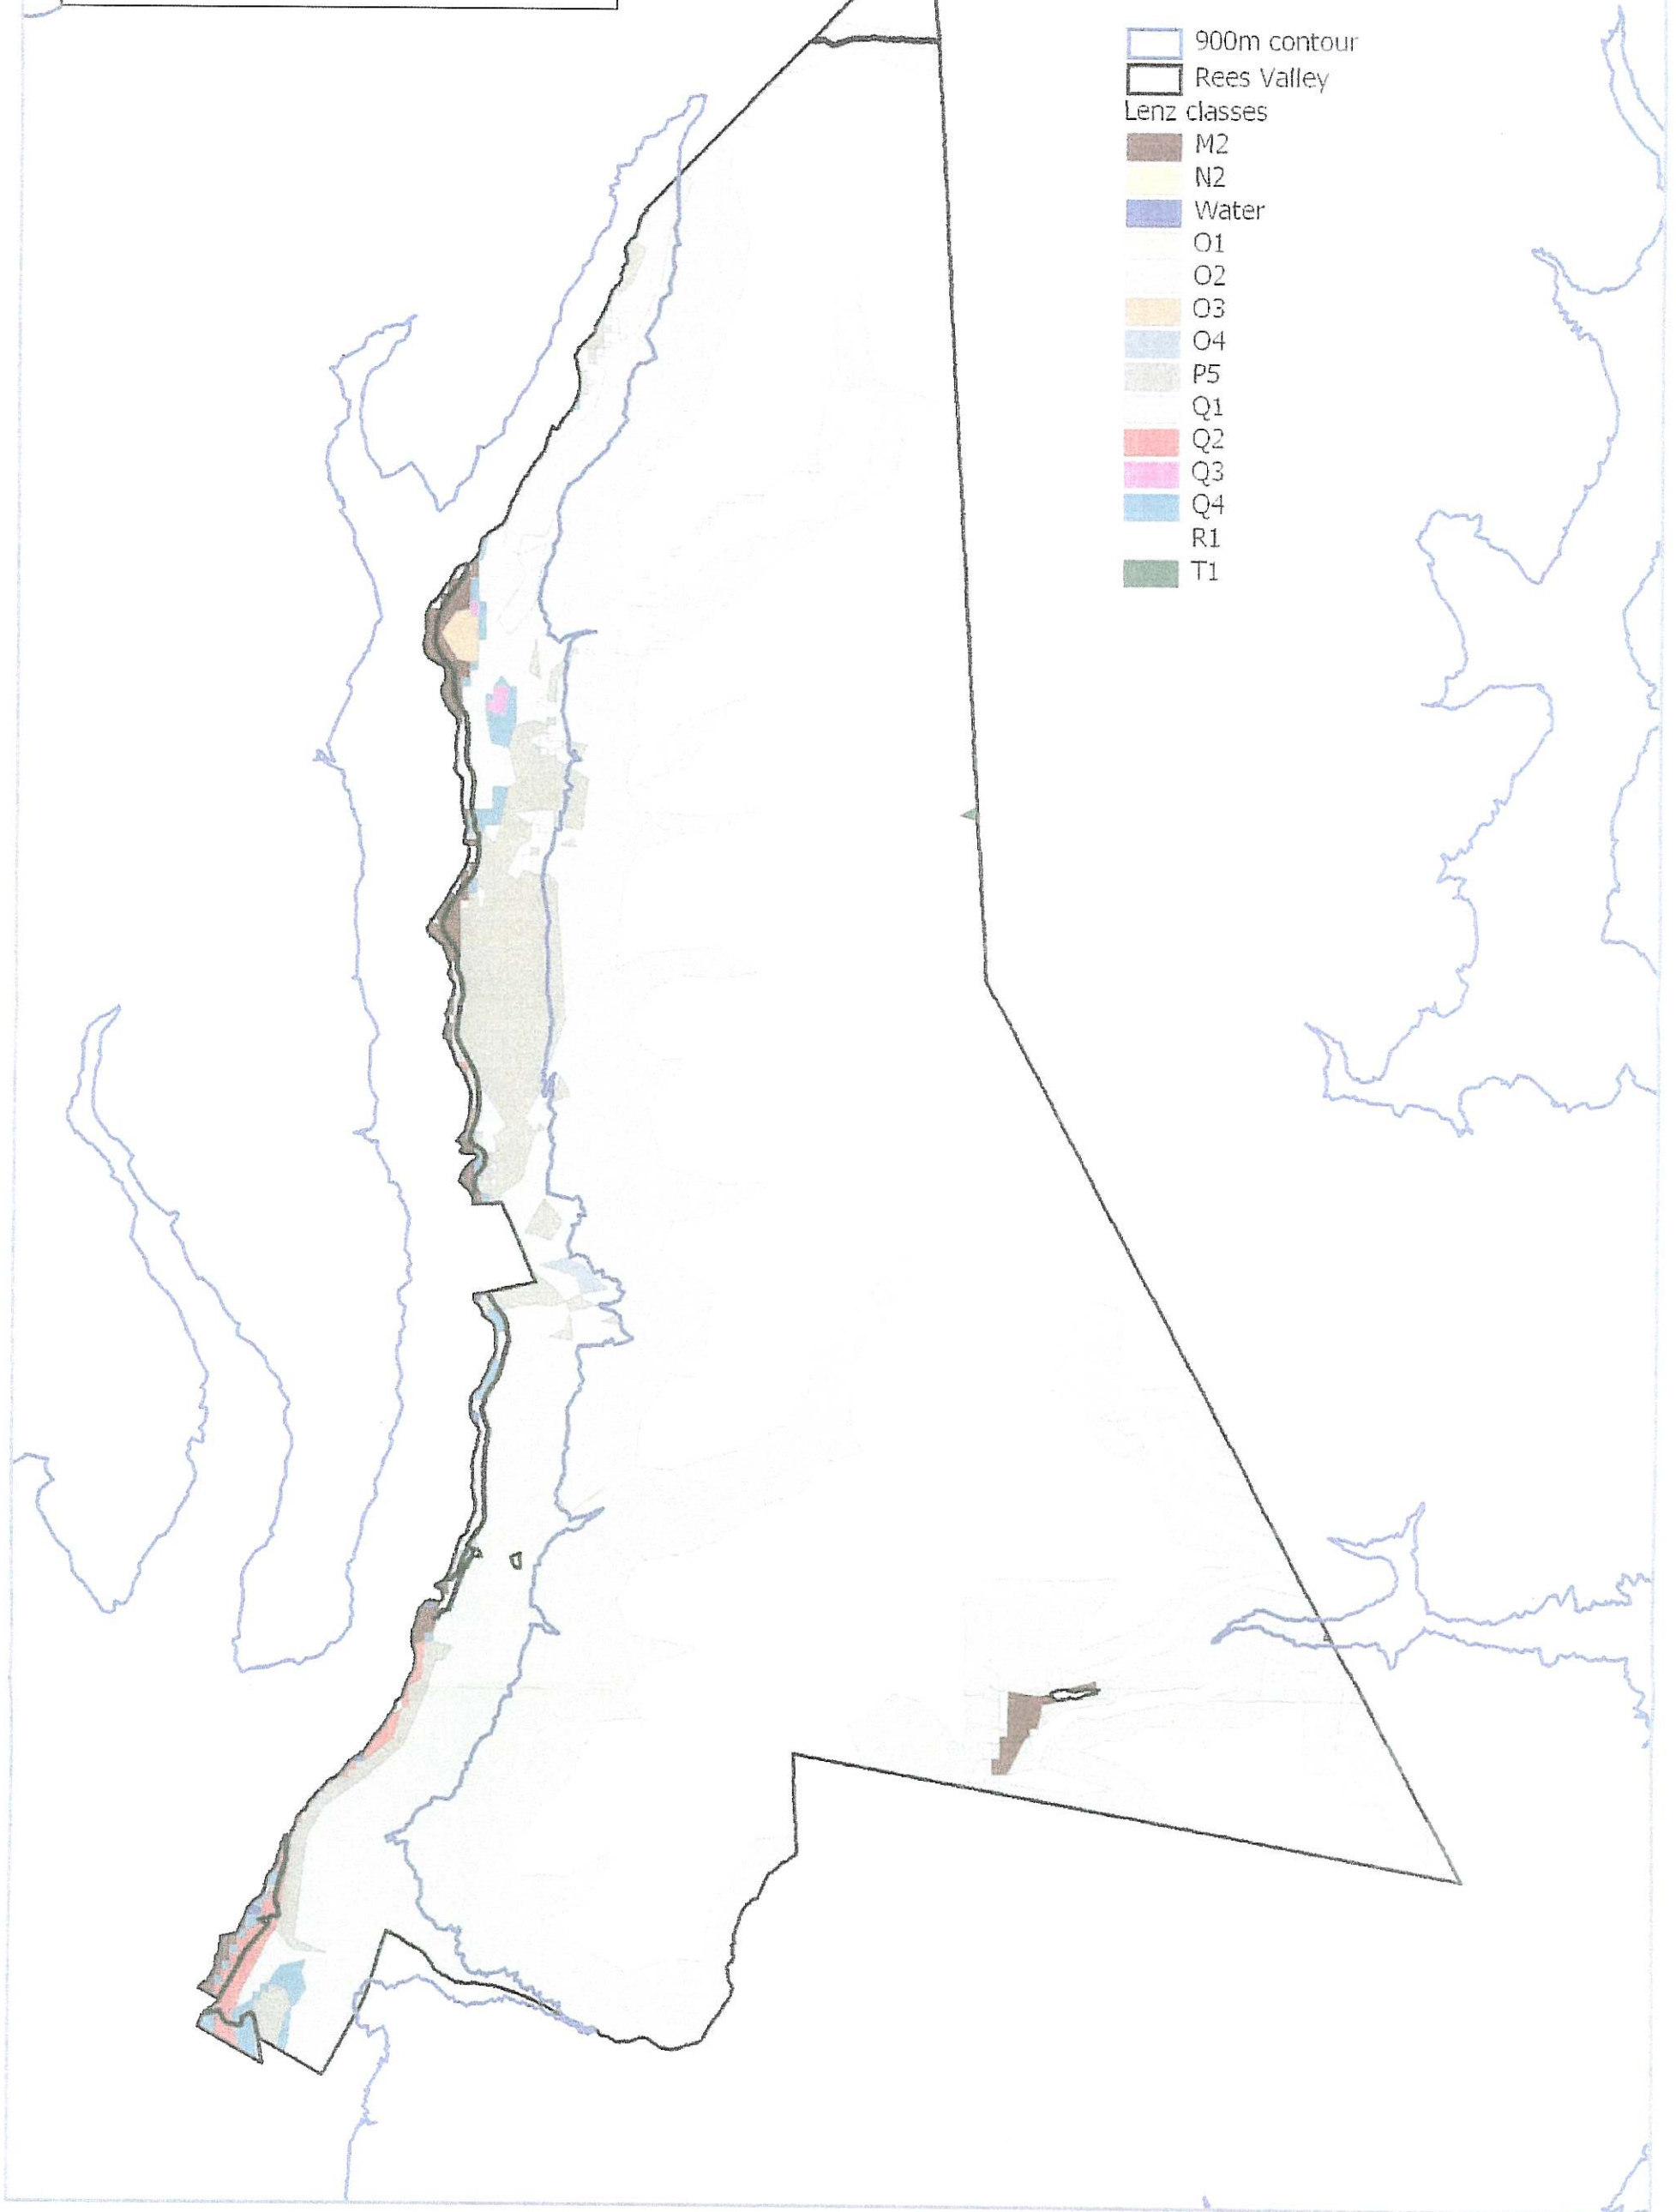 900m contour
Rees Valley
Lenz classes
M2
N2
Water
O1
O2
O3
O4
P5
Q1
Q2
Q3
Q4
R1
T1